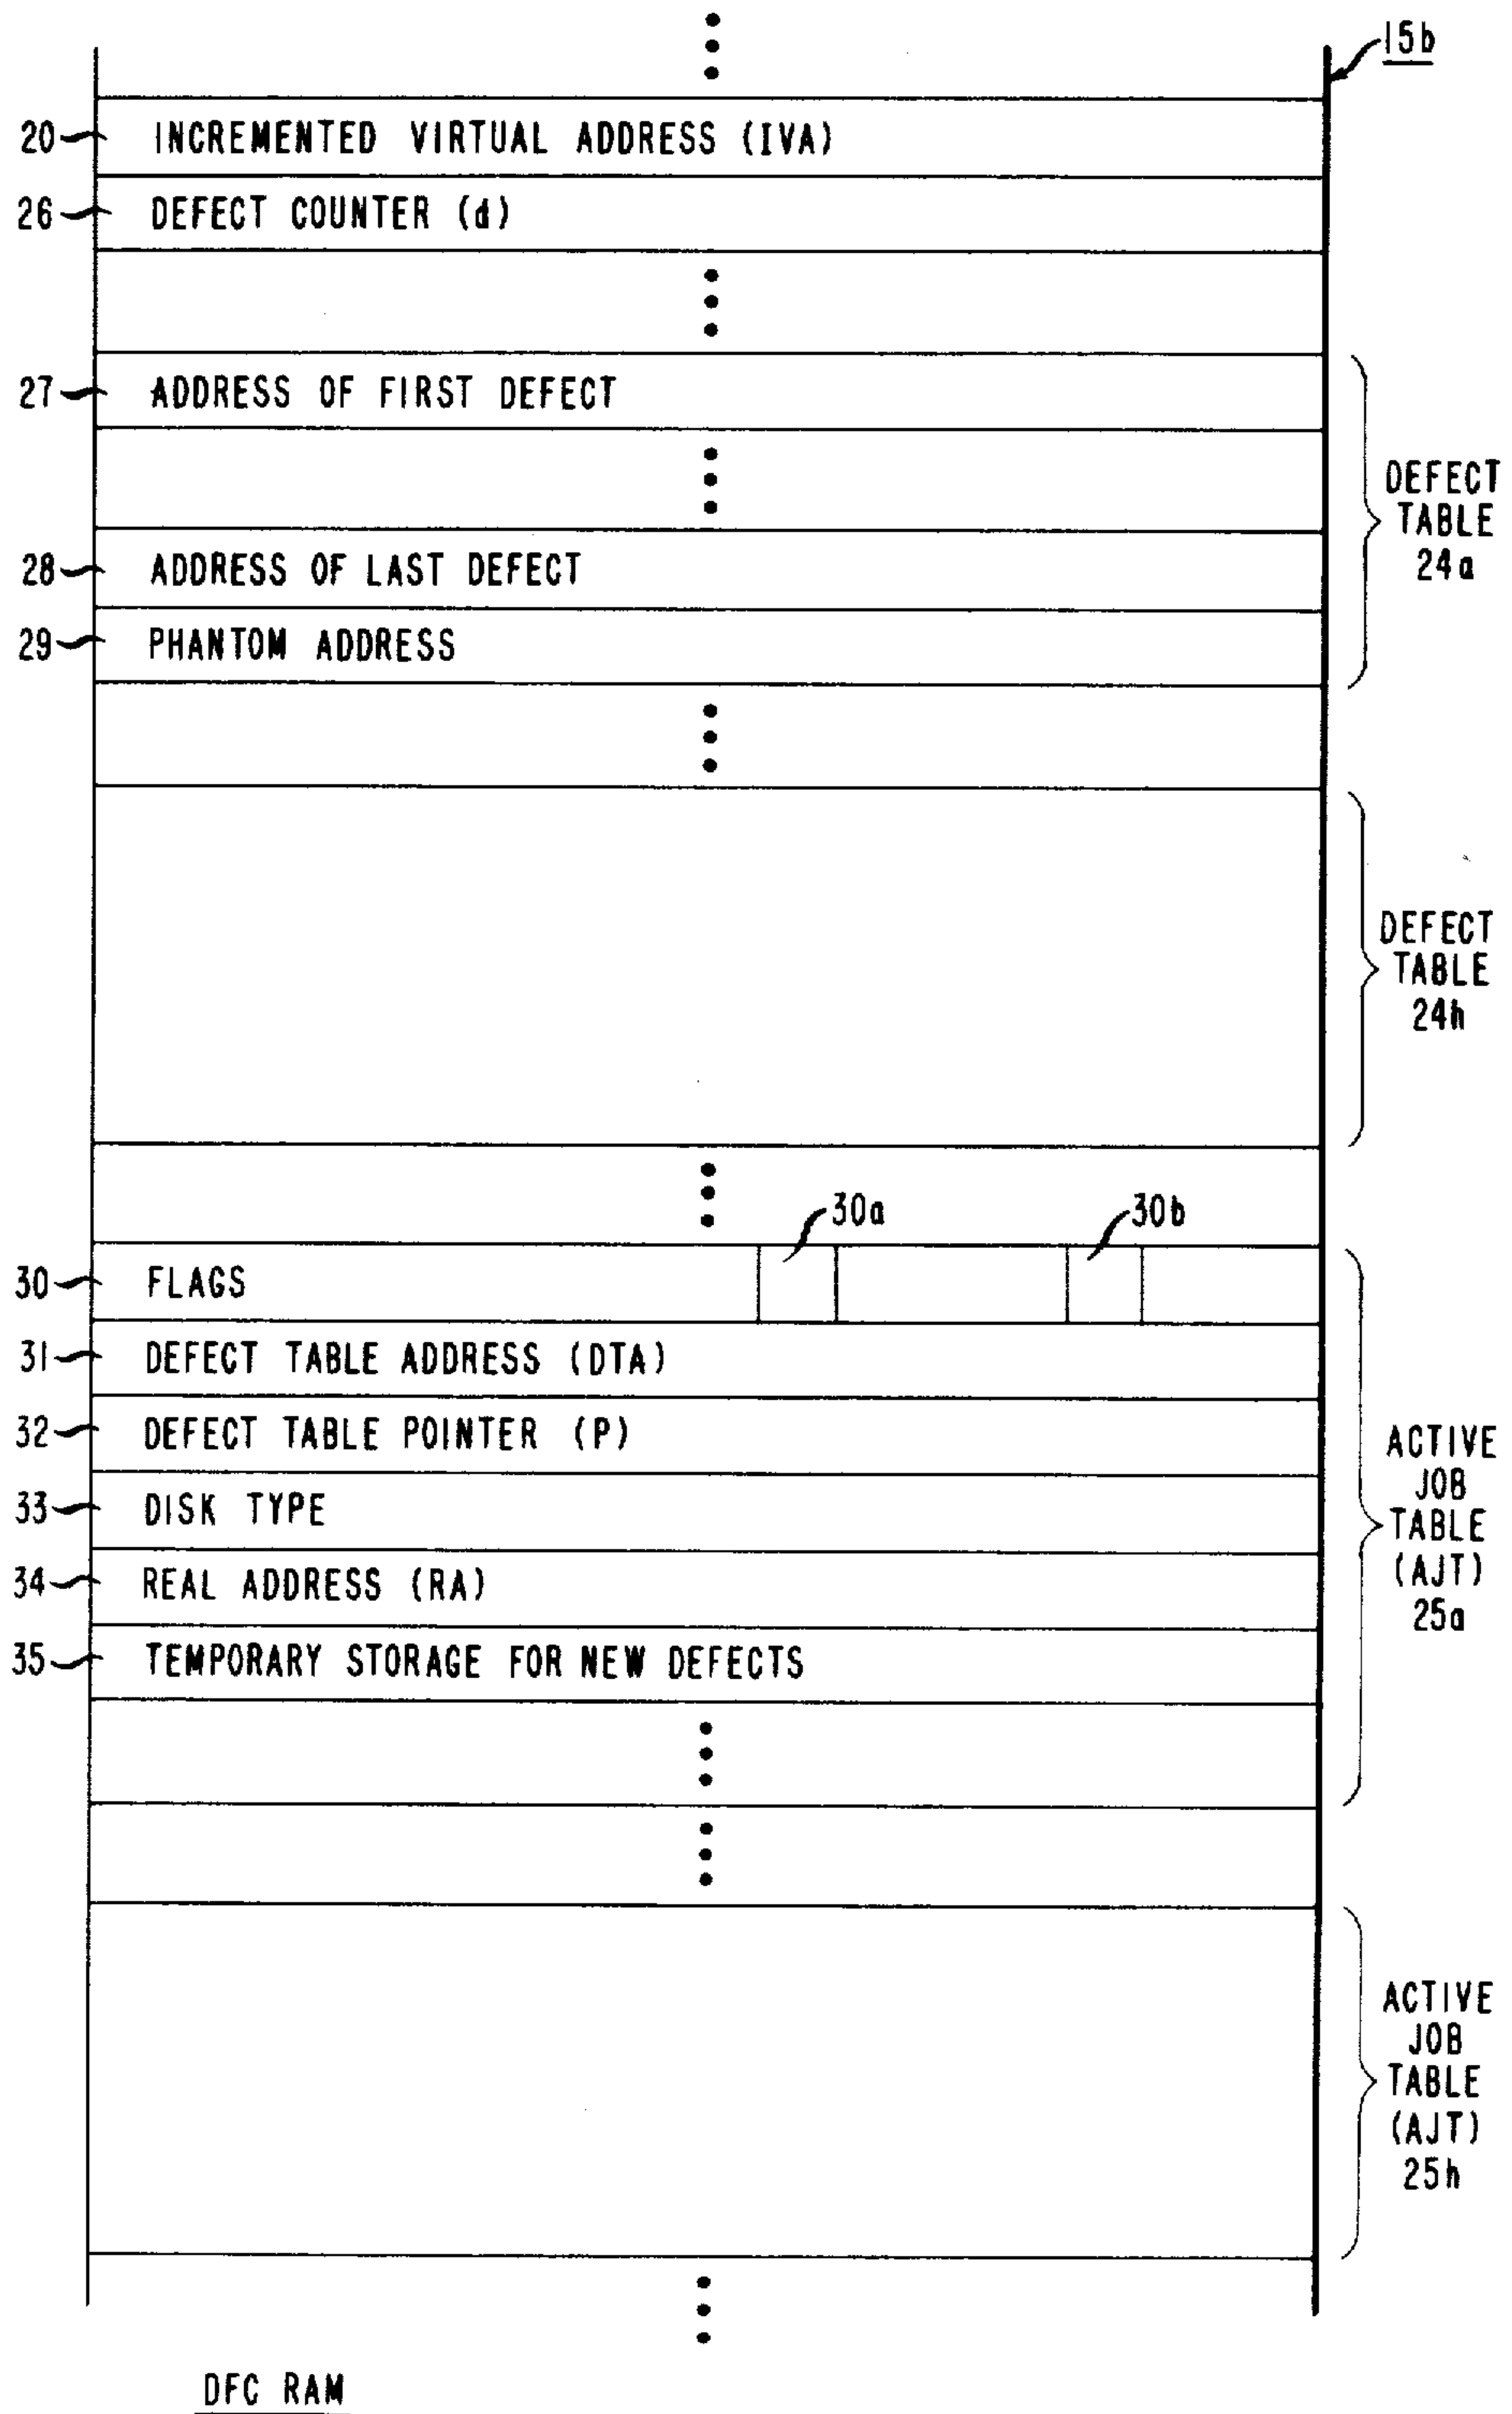 15b
20 INCREMENTED VIRTUAL ADDRESS (IVA)
26 DEFECT COUNTER (d)
27 ADDRESS OF FIRST DEFECT
28 ADDRESS OF LAST DEFECT
29 PHANTOM ADDRESS
DEFECT
TABLE
24a
DEFECT
TABLE
24h
30a
30b
30 FLAGS
31 DEFECT TABLE ADDRESS (DTA)
32 DEFECT TABLE POINTER (P)
33 DISK TYPE
34 REAL ADDRESS (RA)
35 TEMPORARY STORAGE FOR NEW DEFECTS
ACTIVE
JOB
TABLE
(AJT)
25a
ACTIVE
JOB
TABLE
(AJT)
25h
DFC RAM